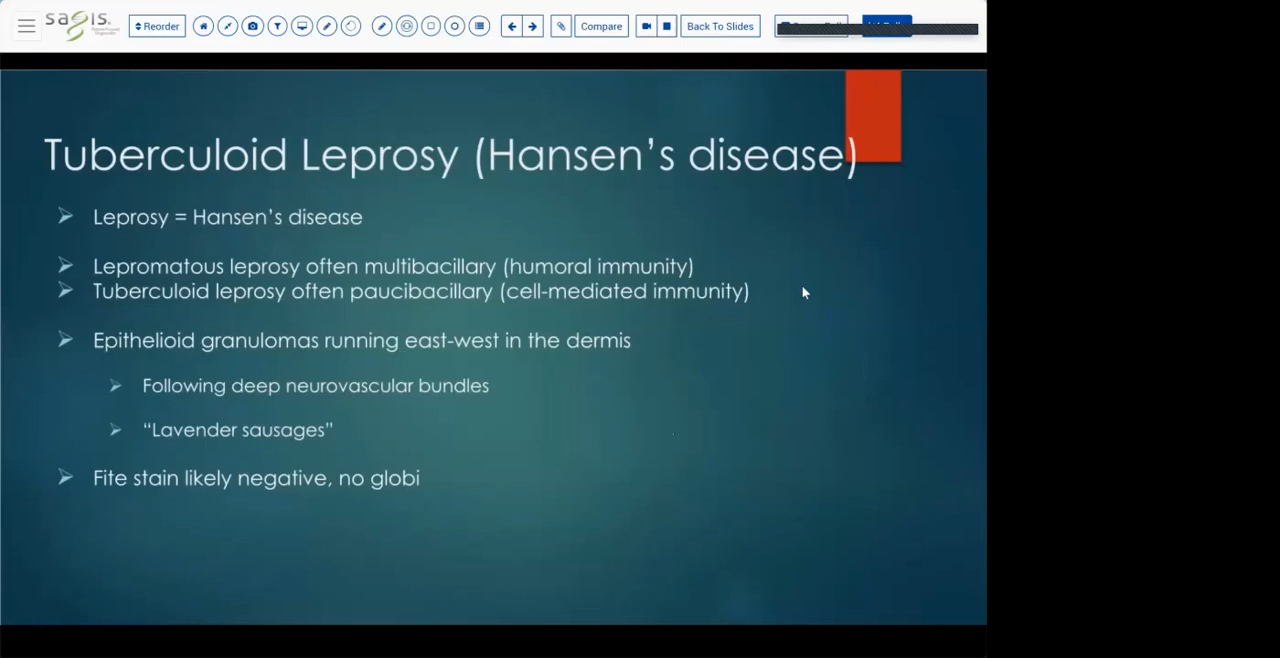 sagis
Reorder
Compare
Back To Slides
Tuberculoid Leprosy (Hansen's disease)
Leprosy = Hansen's disease
Lepromatous leprosy often multibacillary (humoral immunity)
Tuberculoid leprosy often paucibacillary (cell-mediated immunity)
Epithelioid granulomas running east-west in the dermis
Following deep neurovascular bundles
“Lavender sausages”
Fite stain likely negative, no globi